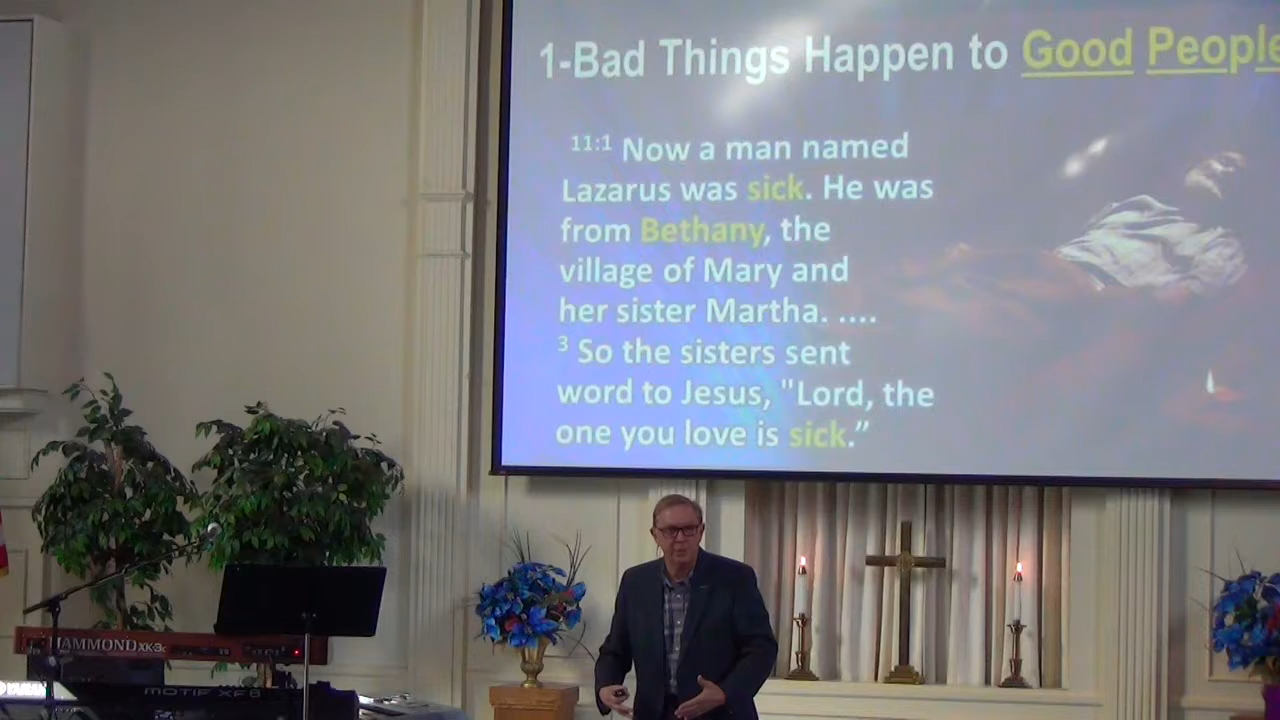 1-Bad Things Happen to Good People
11:1 Now a man named
Lazarus was sick. He was
from Bethany, the
village of Mary and
her sister Martha. ....
3 So the sisters sent
word to Jesus, "Lord, the
one you love is sick.”
HAMMOND XK-3c
MOTIF XF8